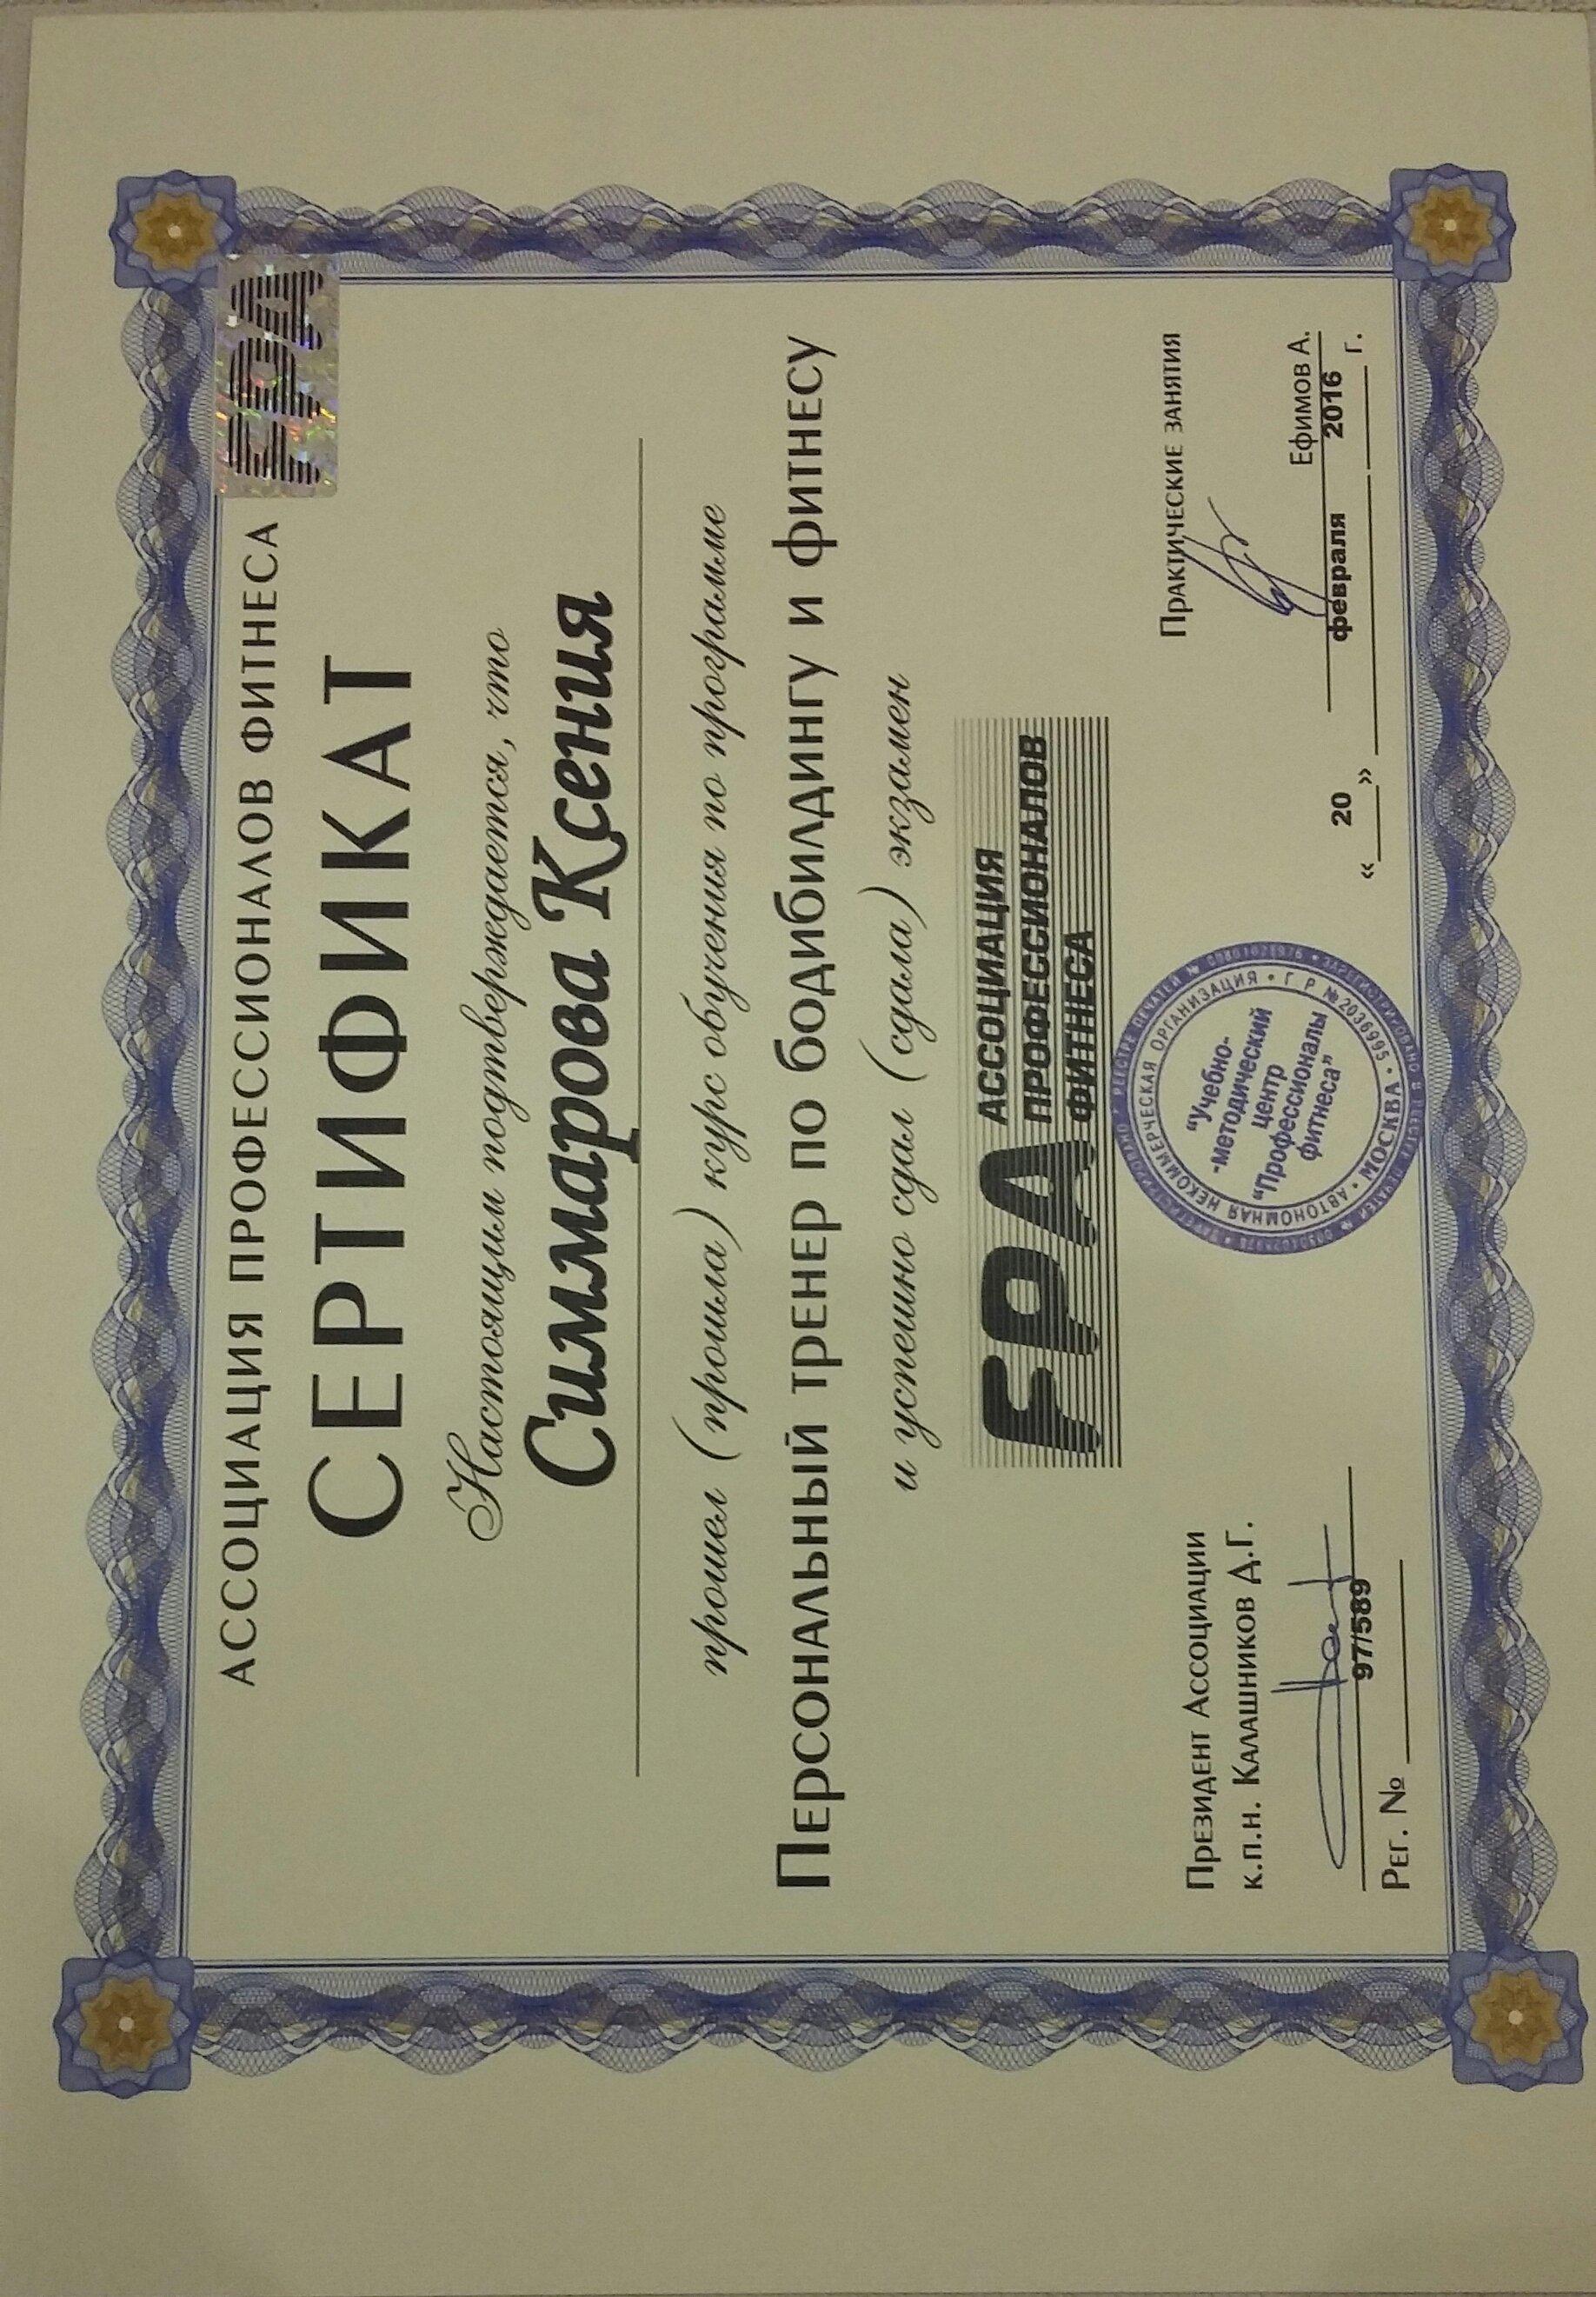 АССОЦИАЦИЯ ПРОФЕССИОНАЛОВ ФИТНЕСА
FPA
СЕРТИФИКАТ
Настоящим подтверждается, что
Симмарова Ксения
прошел (прошла) курс обучения по программе
Персональный тренер по бодибилдингу и фитнесу
и успешно сдал (сдала) экзамен
FPA
АССОЦИАЦИЯ
ПРОФЕССИОНАЛОВ
ФИТНЕСА
Президент Ассоциации
к.п.н. Калашников Д.Г.
97/589
Рег. №
АВТОНОМНАЯ НЕКОММЕРЧЕСКАЯ ОРГАНИЗАЦИЯ • Г Р № 2036995 • МОСКВА •
"Учебно-
-методический
центр
"Профессионалы
фитнеса"
Практические занятия
Ефимов А.
« 20 » февраля 2016 г.